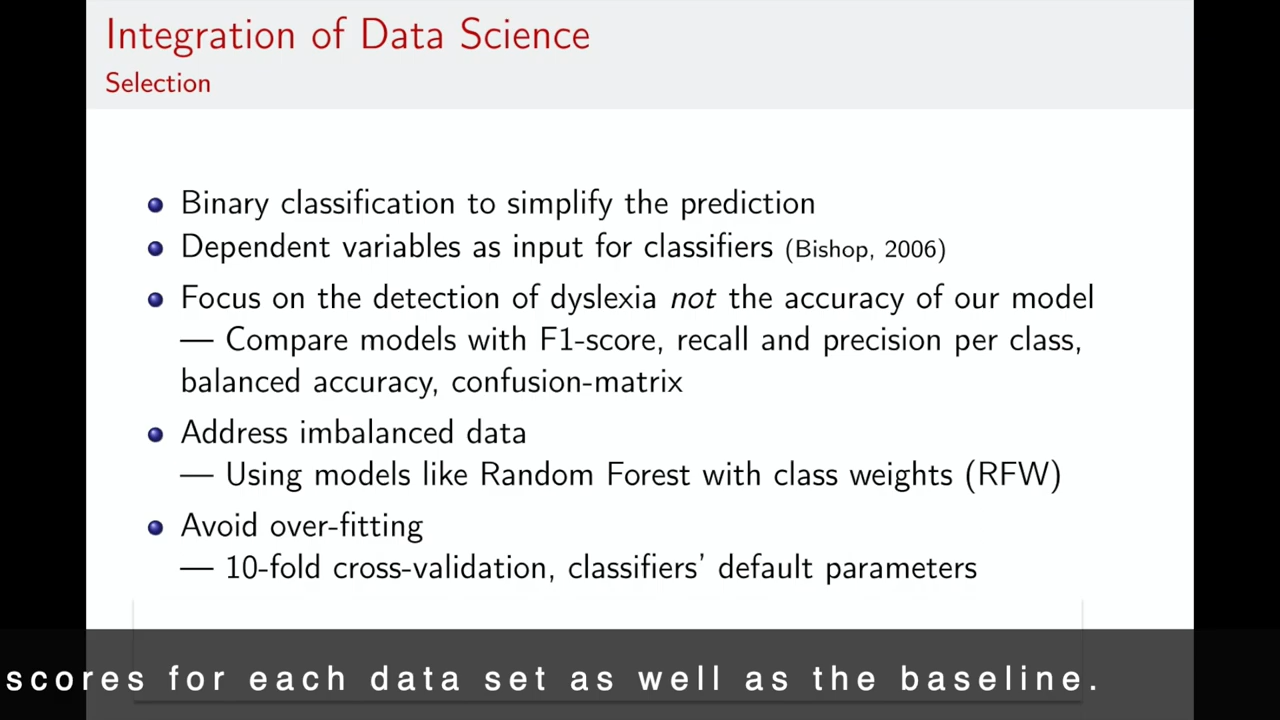 Integration of Data Science
Selection
Binary classification to simplify the prediction
Dependent variables as input for classifiers (Bishop, 2006)
Focus on the detection of dyslexia not the accuracy of our model
— Compare models with F1-score, recall and precision per class,
balanced accuracy, confusion-matrix
Address imbalanced data
— Using models like Random Forest with class weights (RFW)
Avoid over-fitting
— 10-fold cross-validation, classifiers' default parameters
scores for each data set as well as the baseline.